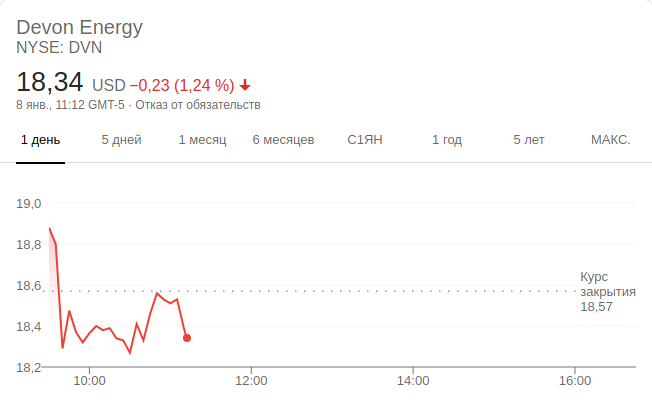 Devon Energy
NYSE: DVN
18,34 USD −0,23 (1,24 %)
8 янв., 11:12 GMT-5 · Отказ от обязательств
1 день 5 дней 1 месяц 6 месяцев С1ЯН 1 год 5 лет МАКС.
19,0
18,8
18,6
18,4
18,2
Курс
закрытия
18,57
10:00 12:00 14:00 16:00